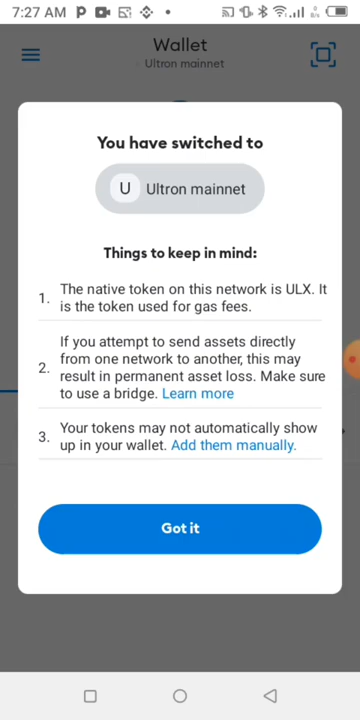 7:27 AM
Wallet
Ultron mainnet
You have switched to
U Ultron mainnet
Things to keep in mind:
1. The native token on this network is ULX. It
is the token used for gas fees.
2. If you attempt to send assets directly
from one network to another, this may
result in permanent asset loss. Make sure
to use a bridge. Learn more
3. Your tokens may not automatically show
up in your wallet. Add them manually.
Got it